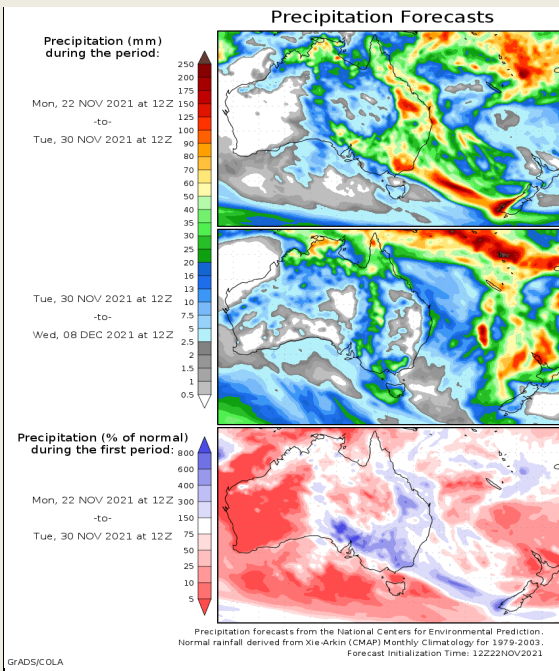 Precipitation Forecasts
Precipitation (mm)
during the period:
Mon, 22 NOV 2021 at 12Z
-to-
Tue, 30 NOV 2021 at 12Z
250
200
175
150
125
100
90
80
70
60
50
40
35
30
25
20
16
13
10
7.5
5
2.5
2
1.5
1
0.5
Tue, 30 NOV 2021 at 12Z
-to-
Wed, 08 DEC 2021 at 12Z
Precipitation (% of normal)
during the first period:
Mon, 22 NOV 2021 at 12Z
-to-
Tue, 30 NOV 2021 at 12Z
800
600
400
300
150
75
50
25
10
5
Precipitation forecasts from the National Centers for Environmental Prediction.
Normal rainfall derived from Xie-Arkin (CMAP) Monthly Climatology for 1979-2003.
Forecast Initialization Time: 12Z22NOV2021
GrADS/COLA